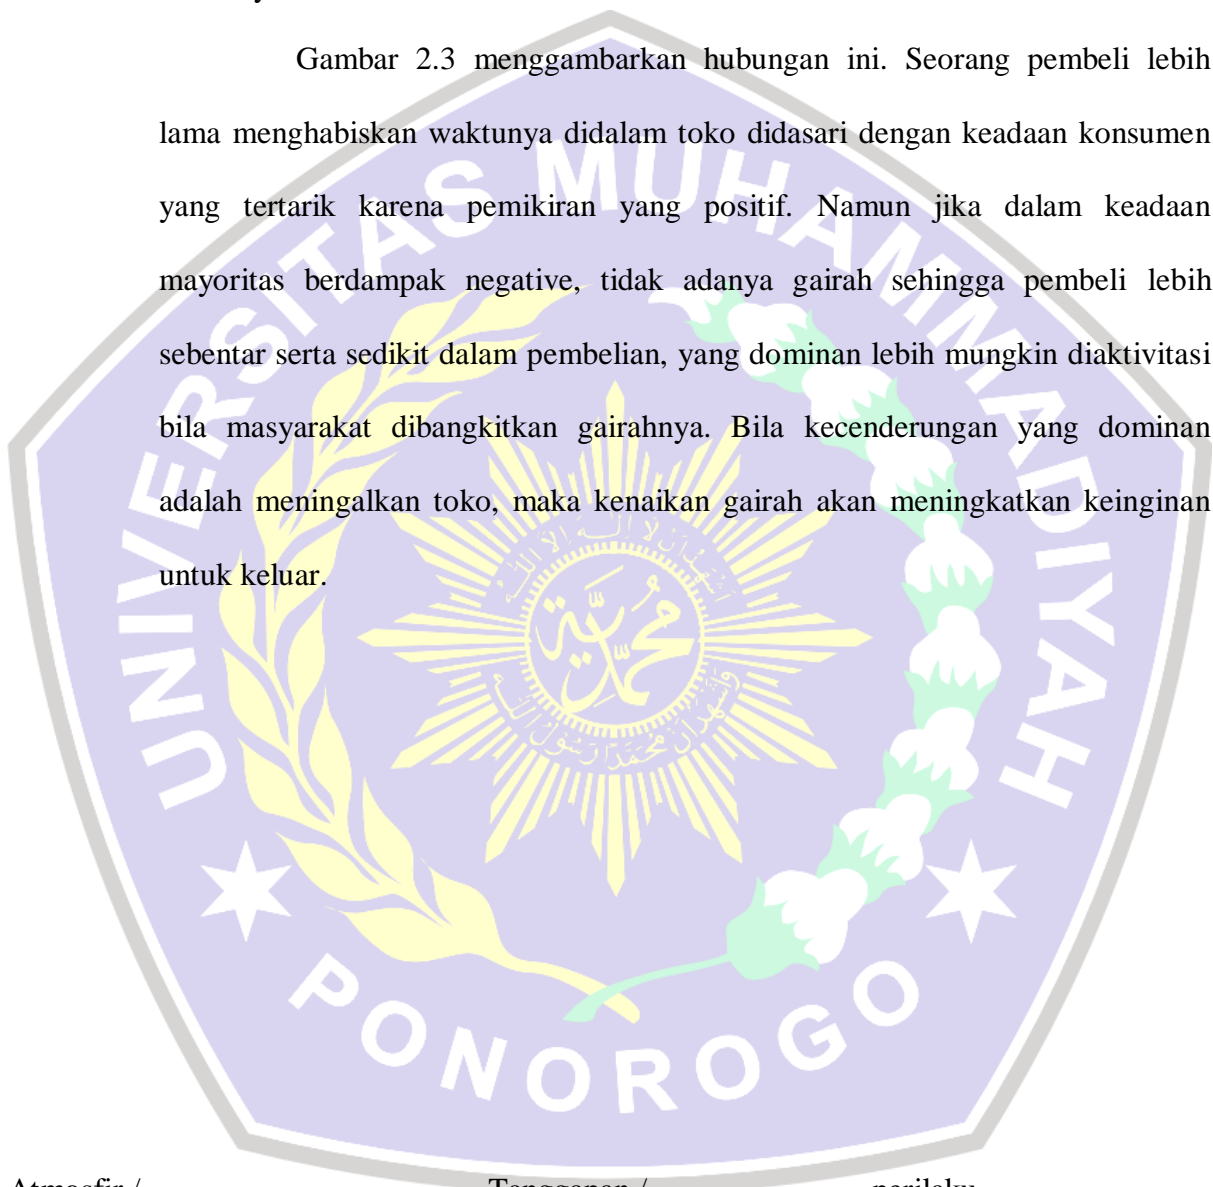 Gambar 2.3 menggambarkan hubungan ini. Seorang pembeli lebih
lama menghabiskan waktunya didalam toko didasari dengan keadaan konsumen
yang tertarik karena pemikiran yang positif. Namun jika dalam keadaan
mayoritas berdampak negative, tidak adanya gairah sehingga pembeli lebih
sebentar serta sedikit dalam pembelian, yang dominan lebih mungkin diaktivitasi
bila masyarakat dibangkitkan gairahnya. Bila kecenderungan yang dominan
adalah meningalkan toko, maka kenaikan gairah akan meningkatkan keinginan
untuk keluar.
UNIVERSITAS MUHAMMADIYAH
محمدية
PONOROGO
Atmosfir / Tanggapan / perilaku